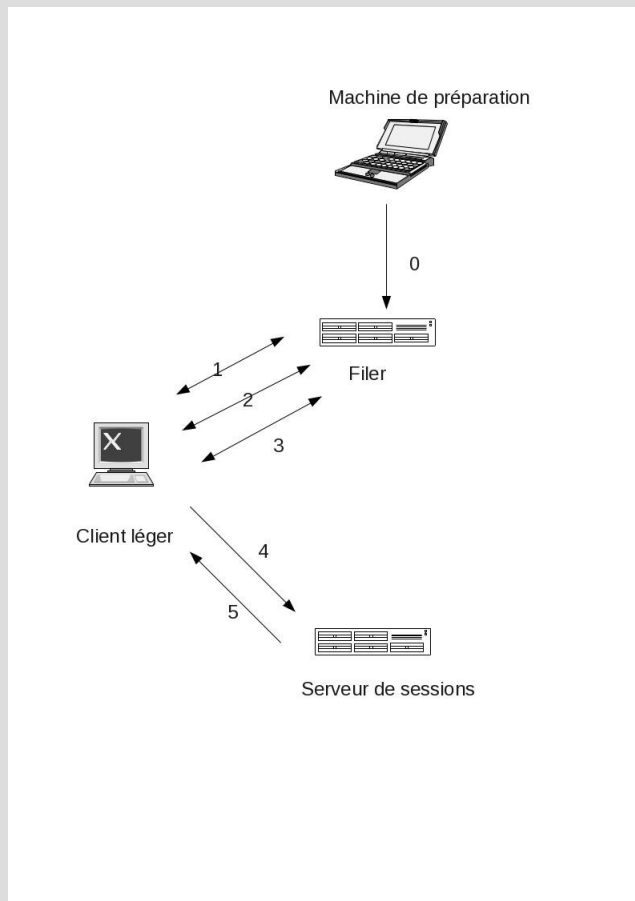 Machine de préparation
0
1
Filer
2
3
X
Client léger
4
5
Serveur de sessions